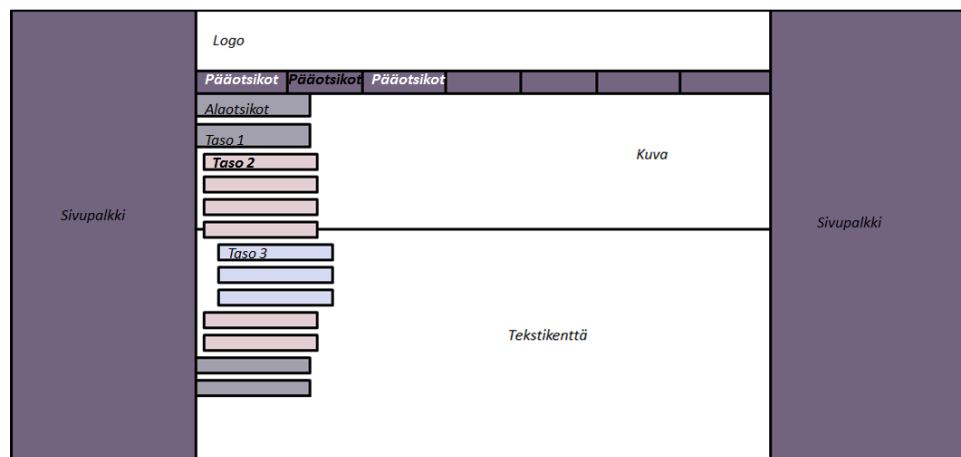 Logo
Pääotsikot Pääotsikot Pääotsikot
Alaotsikot
Taso 1
Taso 2
Kuva
Sivupalkki
Sivupalkki
Taso 3
Tekstikenttä